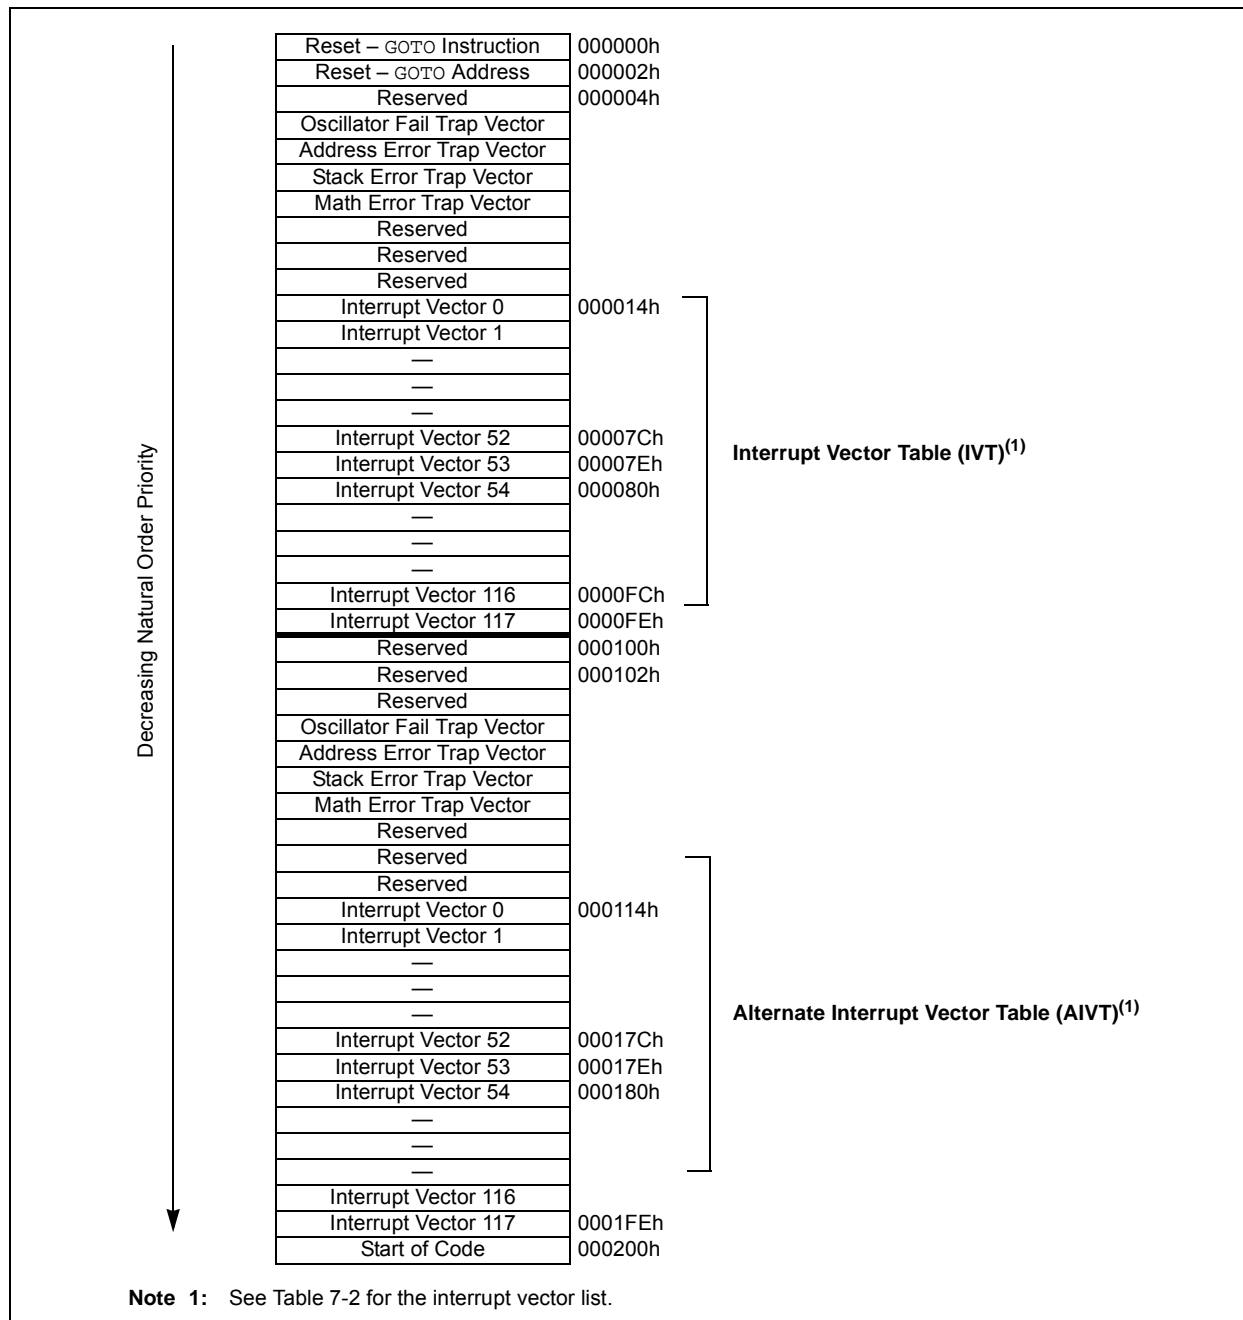 Reset – GOTO Instruction 000000h
Reset – GOTO Address 000002h
Reserved 000004h
Oscillator Fail Trap Vector
Address Error Trap Vector
Stack Error Trap Vector
Math Error Trap Vector
Reserved
Reserved
Reserved
Interrupt Vector 0 000014h
Interrupt Vector 1
—
—
—
Interrupt Vector 52 00007Ch
Interrupt Vector 53 00007Eh
Interrupt Vector 54 000080h
—
—
—
Interrupt Vector 116 0000FCh
Interrupt Vector 117 0000FEh
Interrupt Vector Table (IVT)(1)
Decreasing Natural Order Priority
Reserved 000100h
Reserved 000102h
Reserved
Oscillator Fail Trap Vector
Address Error Trap Vector
Stack Error Trap Vector
Math Error Trap Vector
Reserved
Reserved
Reserved
Interrupt Vector 0 000114h
Interrupt Vector 1
—
—
—
Interrupt Vector 52 00017Ch
Interrupt Vector 53 00017Eh
Interrupt Vector 54 000180h
—
—
—
Interrupt Vector 116
Interrupt Vector 117 0001FEh
Start of Code 000200h
Alternate Interrupt Vector Table (AIVT)(1)
Note 1: See Table 7-2 for the interrupt vector list.